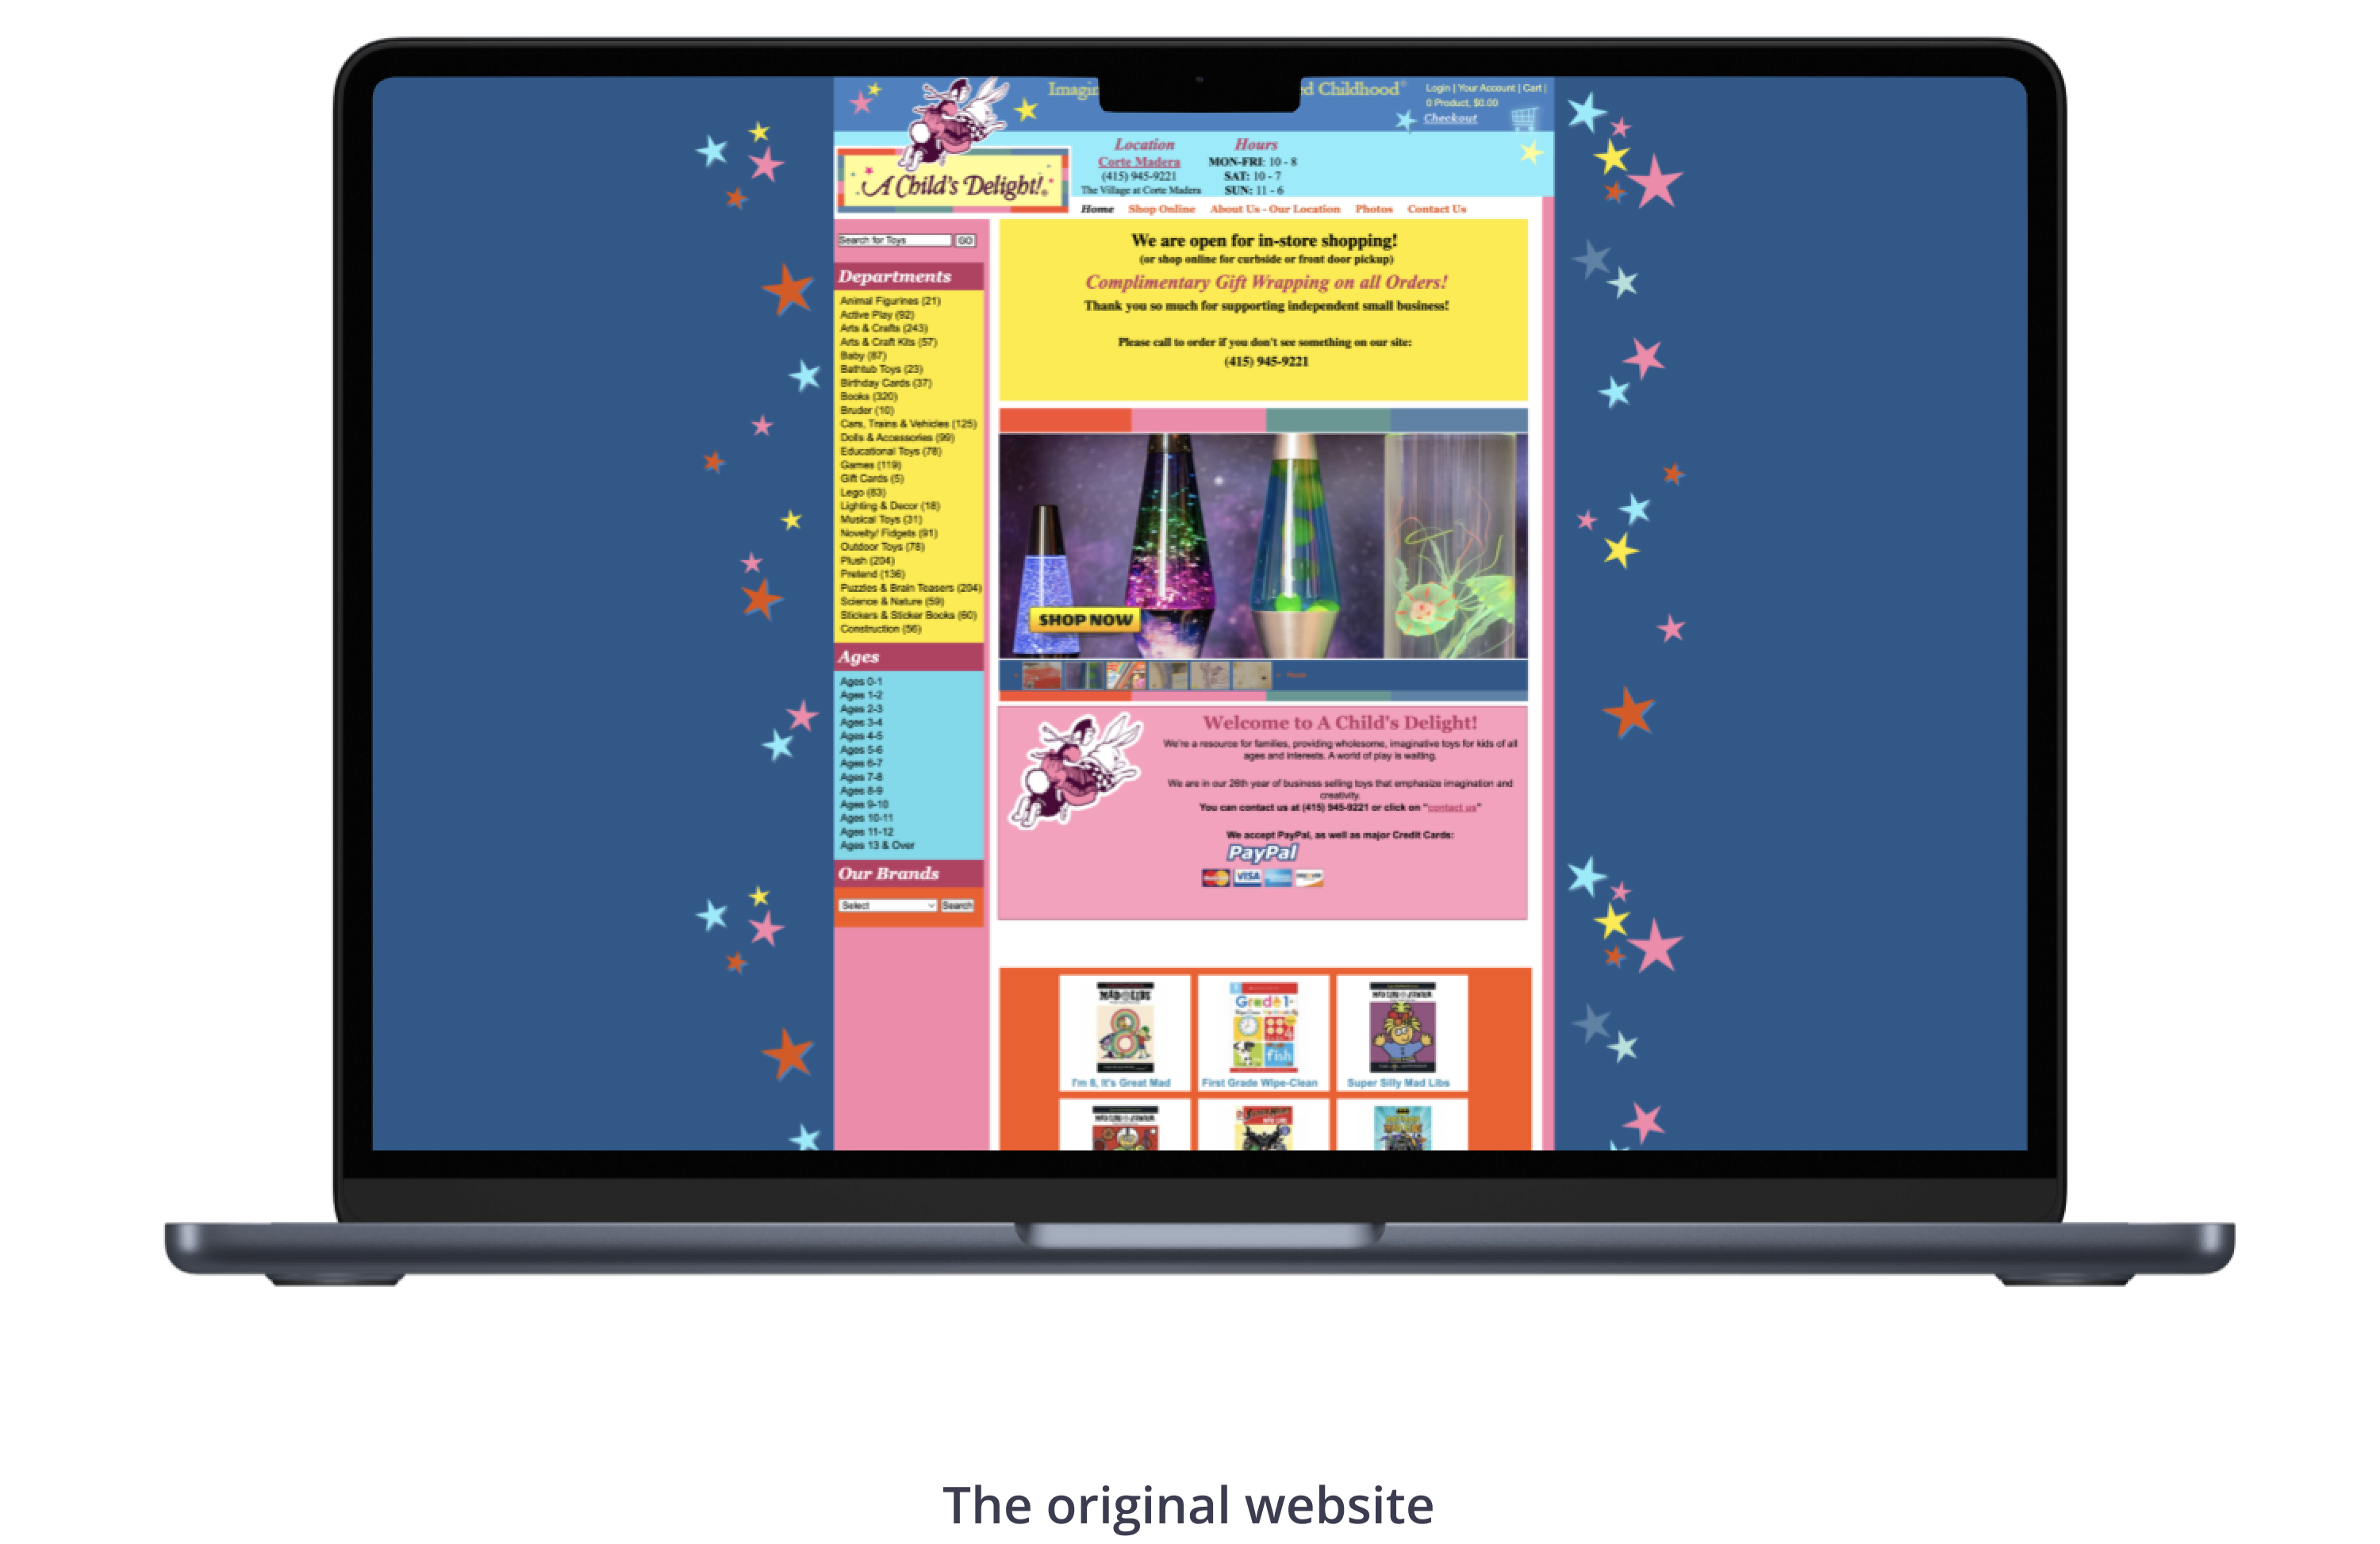 Imagin
ed Childhood®
Login | Your Account | Cart |
0 Product, $0.00
Checkout
A Child's Delight!®
Location
Corte Madera
(415) 945-9221
The Village at Corte Madera
Hours
MON-FRI: 10 - 8
SAT: 10 - 7
SUN: 11 - 6
Home Shop Online About Us - Our Location Photos Contact Us
Search for Toys GO
Departments
Animal Figurines (21)
Active Play (92)
Arts & Crafts (243)
Arts & Craft Kits (57)
Baby (87)
Bathtub Toys (23)
Birthday Cards (37)
Books (320)
Bruder (10)
Cars, Trains & Vehicles (125)
Dolls & Accessories (99)
Educational Toys (78)
Games (119)
Gift Cards (5)
Lego (83)
Lighting & Decor (18)
Musical Toys (31)
Novelty/ Fidgets (91)
Outdoor Toys (78)
Plush (204)
Pretend (136)
Puzzles & Brain Teasers (204)
Science & Nature (59)
Stickers & Sticker Books (60)
Construction (56)
Ages
Ages 0-1
Ages 1-2
Ages 2-3
Ages 3-4
Ages 4-5
Ages 5-6
Ages 6-7
Ages 7-8
Ages 8-9
Ages 9-10
Ages 10-11
Ages 11-12
Ages 13 & Over
Our Brands
Select Search
We are open for in-store shopping!
(or shop online for curbside or front door pickup)
Complimentary Gift Wrapping on all Orders!
Thank you so much for supporting independent small business!
Please call to order if you don't see something on our site:
(415) 945-9221
SHOP NOW
Welcome to A Child's Delight!
We're a resource for families, providing wholesome, imaginative toys for kids of all
ages and interests. A world of play is waiting.
We are in our 26th year of business selling toys that emphasize imagination and
creativity.
You can contact us at (415) 945-9221 or click on "contact us"
We accept PayPal, as well as major Credit Cards:
PayPal
VISA
MAD LIBS
Grade 1
fish
I'm 8, It's Great Mad
First Grade Wipe-Clean
Super Silly Mad Libs
The original website